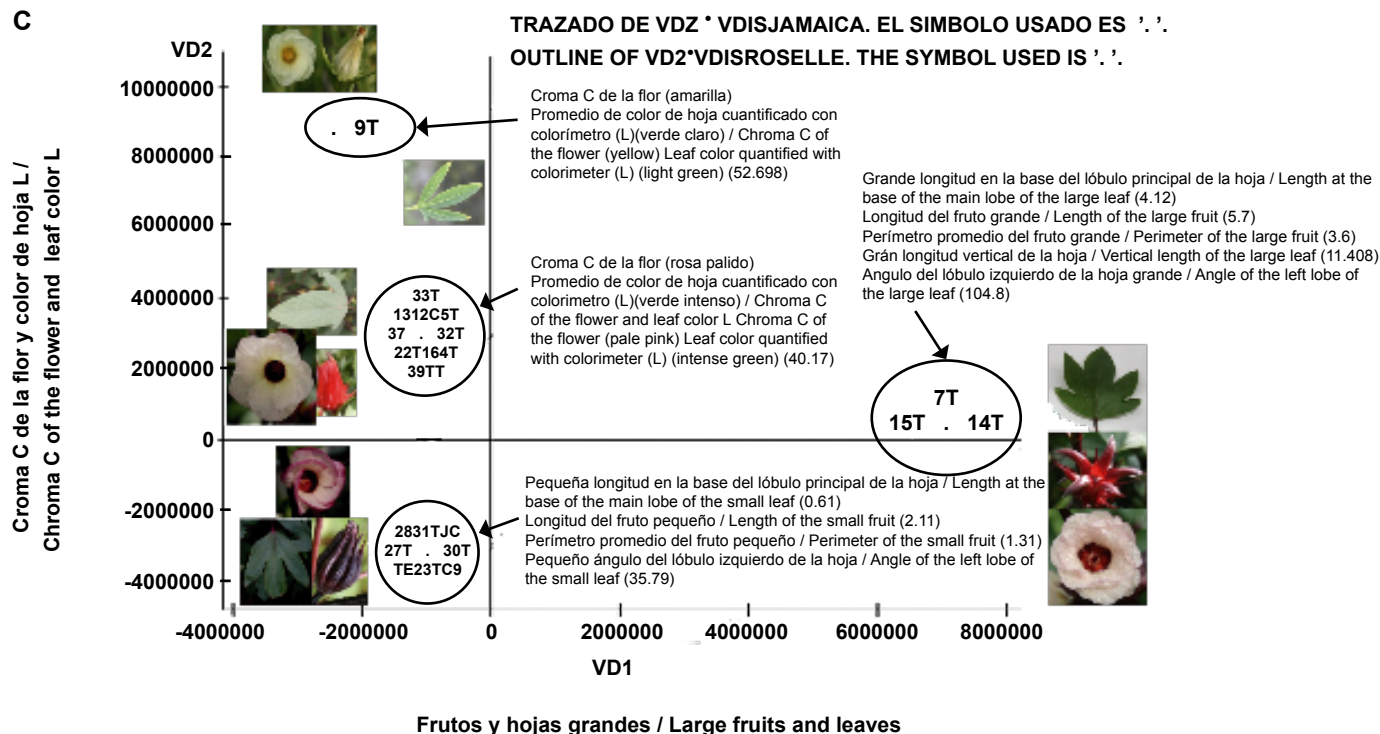 C
TRAZADO DE VDZ * VDISJAMAICA. EL SIMBOLO USADO ES '. '.
OUTLINE OF VD2*VDISROSELLE. THE SYMBOL USED IS '. '.
VD2
10000000
8000000
6000000
4000000
2000000
0
-2000000
-4000000
Croma C de la flor y color de hoja L /
Chroma C of the flower and leaf color L
. 9T
Croma C de la flor (amarilla)
Promedio de color de hoja cuantificado con
colorímetro (L)(verde claro) / Chroma C of
the flower (yellow) Leaf color quantified with
colorimeter (L) (light green) (52.698)
Grande longitud en la base del lóbulo principal de la hoja / Length at the
base of the main lobe of the large leaf (4.12)
Longitud del fruto grande / Length of the large fruit (5.7)
Perímetro promedio del fruto grande / Perimeter of the large fruit (3.6)
Grán longitud vertical de la hoja / Vertical length of the large leaf (11.408)
Angulo del lóbulo izquierdo de la hoja grande / Angle of the left lobe of
the large leaf (104.8)
33T
1312C5T
37 . 32T
22T164T
39TT
Croma C de la flor (rosa palido)
Promedio de color de hoja cuantificado con
colorimetro (L)(verde intenso) / Chroma C
of the flower and leaf color L Chroma C of
the flower (pale pink) Leaf color quantified
with colorimeter (L) (intense green) (40.17)
7T
15T . 14T
2831TJC
27T . 30T
TE23TC9
Pequeña longitud en la base del lóbulo principal de la hoja / Length at the
base of the main lobe of the small leaf (0.61)
Longitud del fruto pequeño / Length of the small fruit (2.11)
Perímetro promedio del fruto pequeño / Perimeter of the small fruit (1.31)
Pequeño ángulo del lóbulo izquierdo de la hoja / Angle of the left lobe of
the small leaf (35.79)
-4000000
-2000000
0
2000000
4000000
6000000
8000000
VD1
Frutos y hojas grandes / Large fruits and leaves